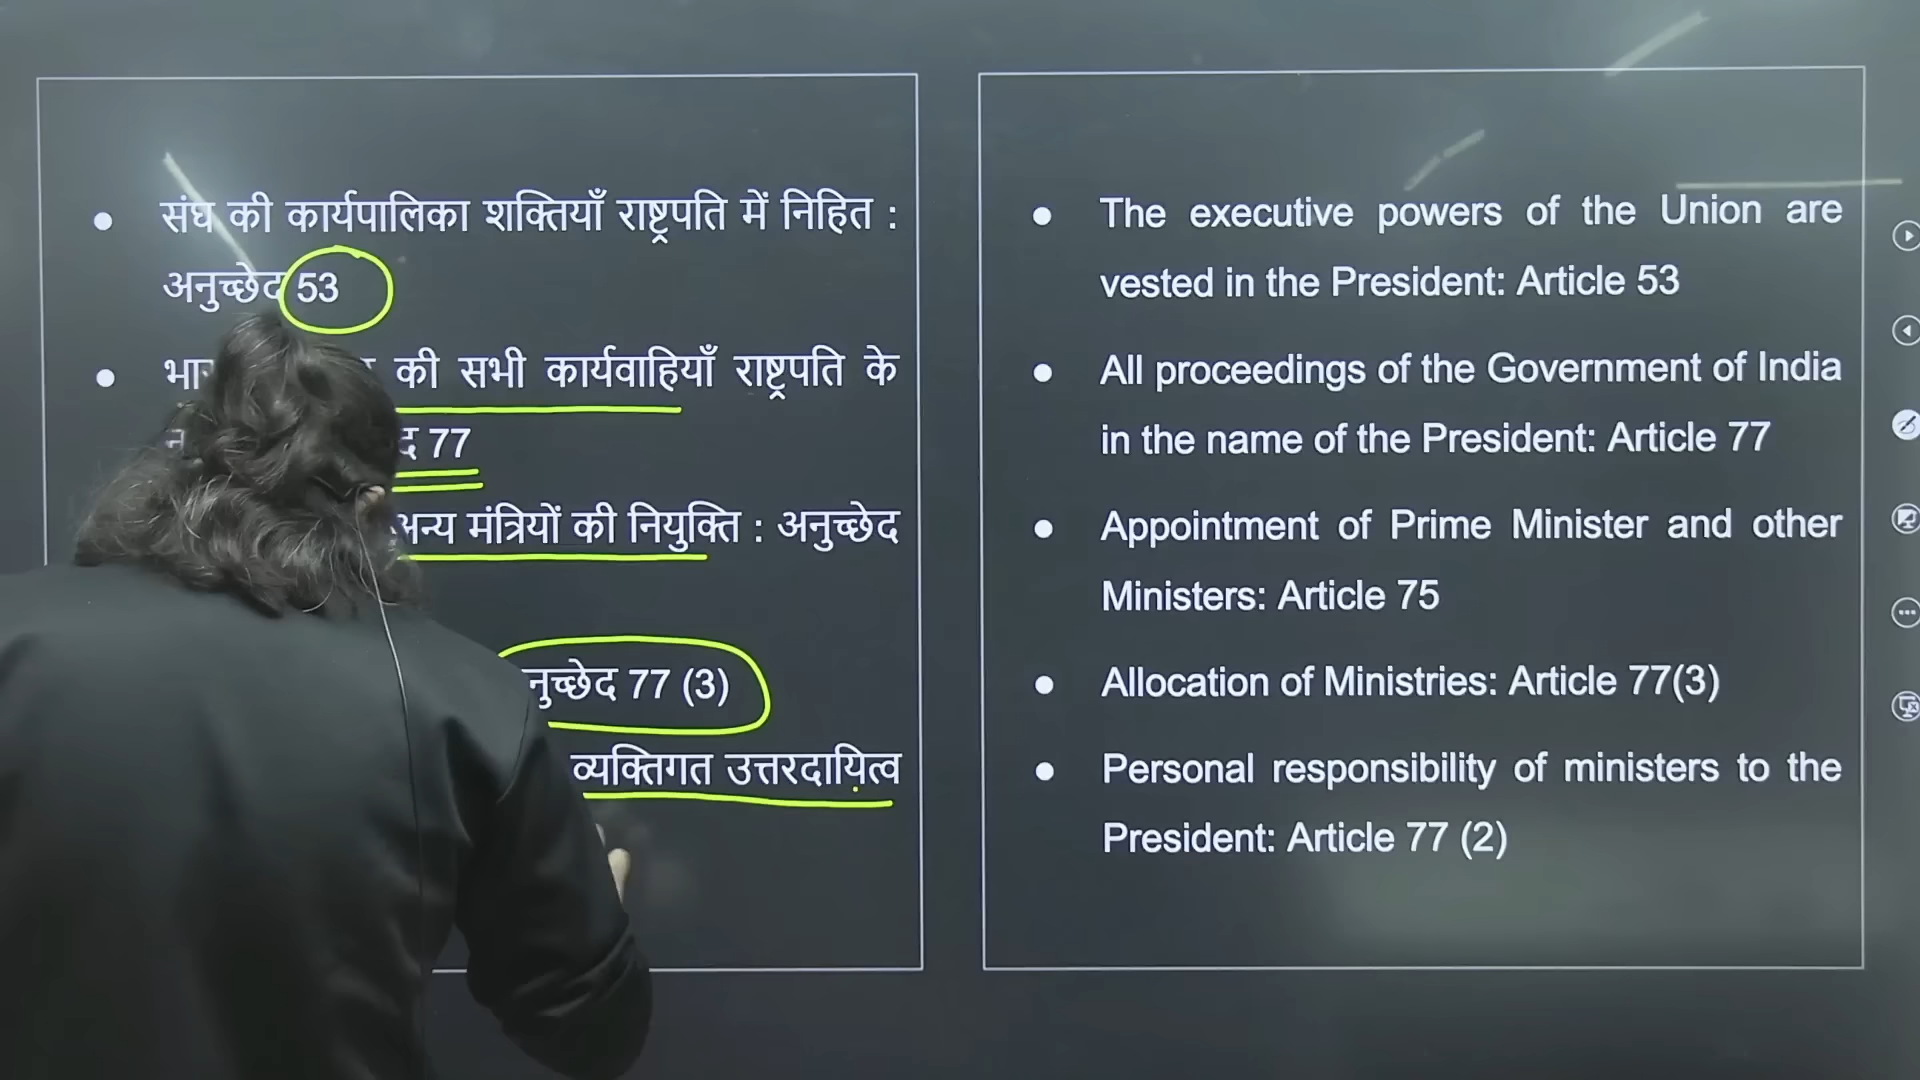 संघ की कार्यपालिका शक्तियाँ राष्ट्रपति में निहित :
अनुच्छेद 53
की सभी कार्यवाहियाँ राष्ट्रपति के
77
अन्य मंत्रियों की नियुक्ति : अनुच्छेद
77 (3)
व्यक्तिगत उत्तरदायित्व
The executive powers of the Union are
vested in the President: Article 53
All proceedings of the Government of India
in the name of the President: Article 77
Appointment of Prime Minister and other
Ministers: Article 75
Allocation of Ministries: Article 77(3)
Personal responsibility of ministers to the
President: Article 77 (2)